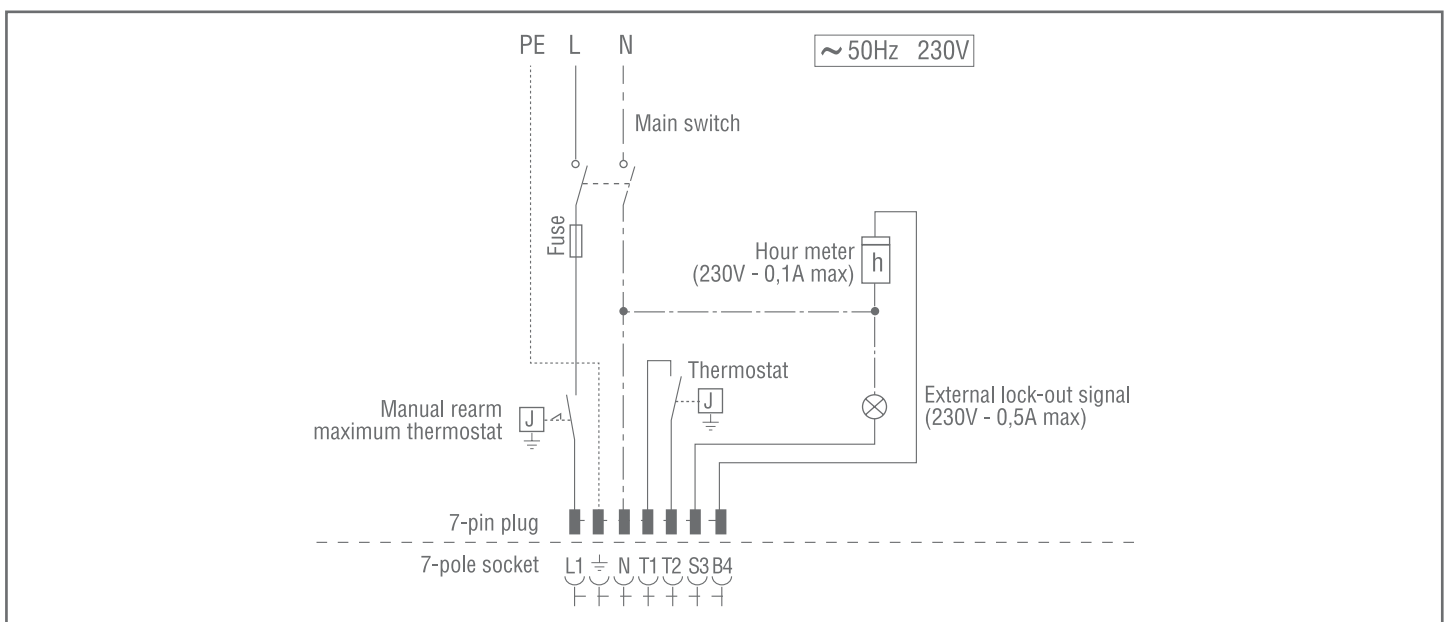 PE L N
~ 50Hz 230V
Main switch
Fuse
Hour meter
(230V - 0,1A max)
h
Thermostat
J
Manual rearm
maximum thermostat
J
External lock-out signal
(230V - 0,5A max)
7-pin plug
7-pole socket
L1 N T1 T2 S3 B4